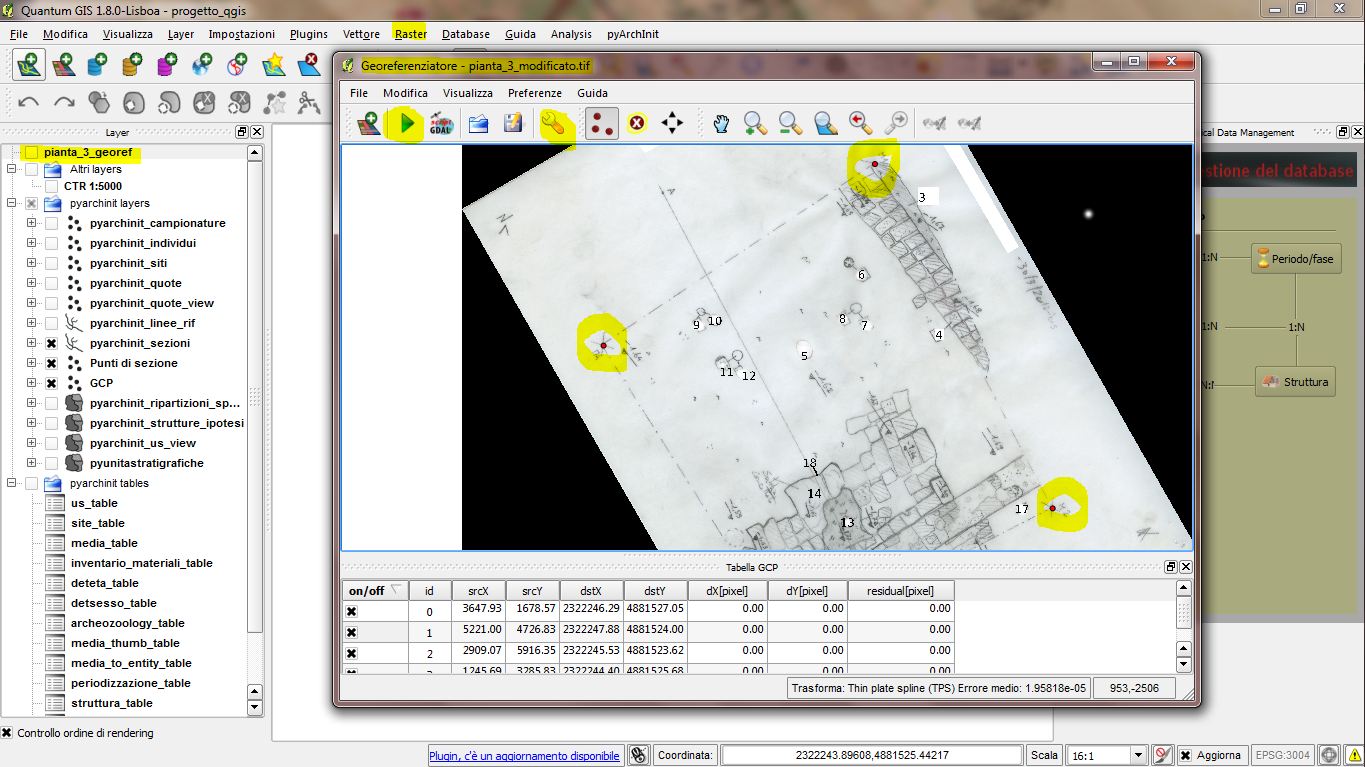 Quantum GIS 1.8.0-Lisboa - progetto_qgis
File Modifica Visualizza Layer Impostazioni Plugins Vettore Raster Database Guida Analysis pyArchInit
Layer
pianta_3_georef
Altri layers
CTR 1:5000
pyarchinit layers
pyarchinit_campionature
pyarchinit_individui
pyarchinit_siti
pyarchinit_quote
pyarchinit_quote_view
pyarchinit_linee_rif
pyarchinit_sezioni
Punti di sezione
GCP
pyarchinit_ripartizioni_sp...
pyarchinit_strutture_ipotesi
pyarchinit_us_view
pyunitastratigrafiche
pyarchinit tables
us_table
site_table
media_table
inventario_materiali_table
deteta_table
detsesso_table
archeozoology_table
media_thumb_table
media_to_entity_table
periodizzazione_table
struttura_table
Controllo ordine di rendering
Georeferenziatore - pianta_3_modificato.tif
File Modifica Visualizza Preferenze Guida
SCRIPT GDAL
N
A
3
6
9 10
8
7
4
5
11
12
18
14
13
17
Tabella GCP
on/off id srcX srcY dstX dstY dX[pixel] dY[pixel] residual[pixel]
0 3647.93 1678.57 2322246.29 4881527.05 0.00 0.00 0.00
1 5221.00 4726.83 2322247.88 4881524.00 0.00 0.00 0.00
2 2909.07 5916.35 2322245.53 4881523.62 0.00 0.00 0.00
1245.69 3285.83 2322244.40 4881525.68 0.00 0.00 0.00
Trasforma: Thin plate spline (TPS) Errore medio: 1.95818e-05 953,-2506
ical Data Management
stione del database
1:N
Periodo/fase
1:N
1:N
Struttura
Plugin, c'è un aggiornamento disponibile Coordinata: 2322243.89608,4881525.44217 Scala 16:1 Aggiorna EPSG:3004